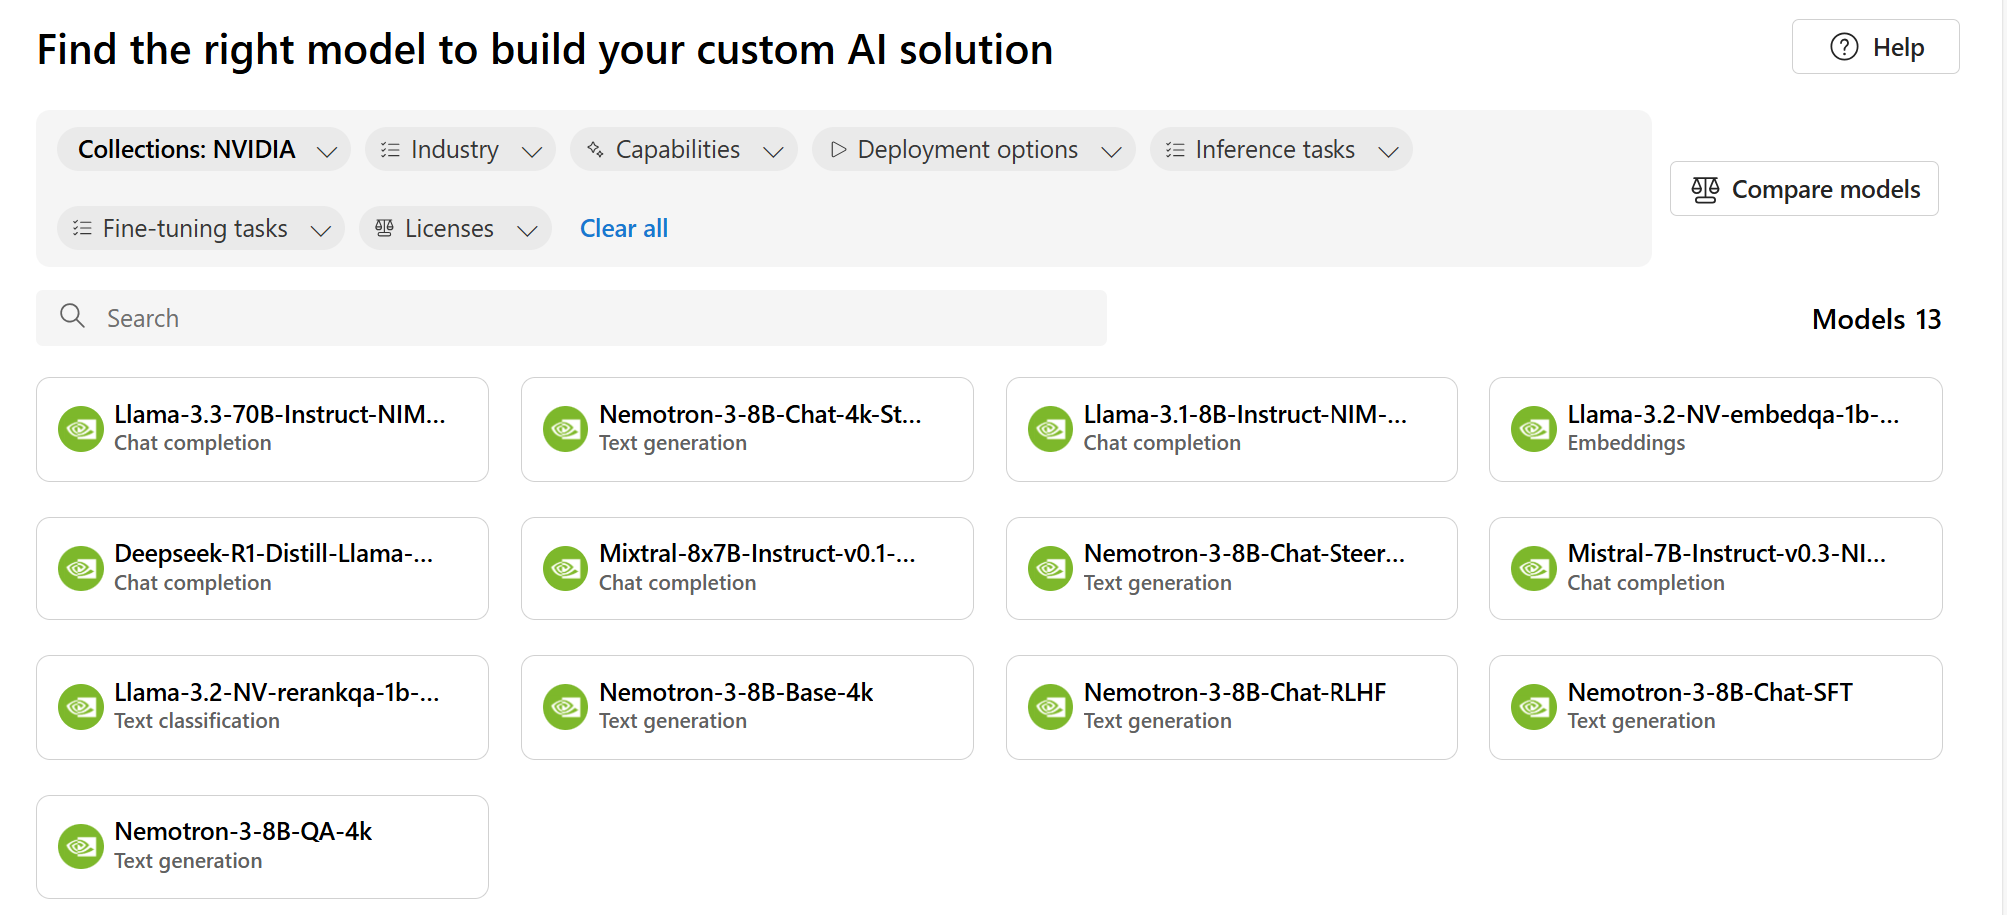 Find the right model to build your custom AI solution
Help
Collections: NVIDIA
Industry
Capabilities
Deployment options
Inference tasks
Compare models
Fine-tuning tasks
Licenses
Clear all
Search
Models 13
Llama-3.3-70B-Instruct-NIM...
Chat completion
Nemotron-3-8B-Chat-4k-St...
Text generation
Llama-3.1-8B-Instruct-NIM-...
Chat completion
Llama-3.2-NV-embedqa-1b-...
Embeddings
Deepseek-R1-Distill-Llama-...
Chat completion
Mixtral-8x7B-Instruct-v0.1-...
Chat completion
Nemotron-3-8B-Chat-Steer...
Text generation
Mistral-7B-Instruct-v0.3-NI...
Chat completion
Llama-3.2-NV-rerankqa-1b-...
Text classification
Nemotron-3-8B-Base-4k
Text generation
Nemotron-3-8B-Chat-RLHF
Text generation
Nemotron-3-8B-Chat-SFT
Text generation
Nemotron-3-8B-QA-4k
Text generation